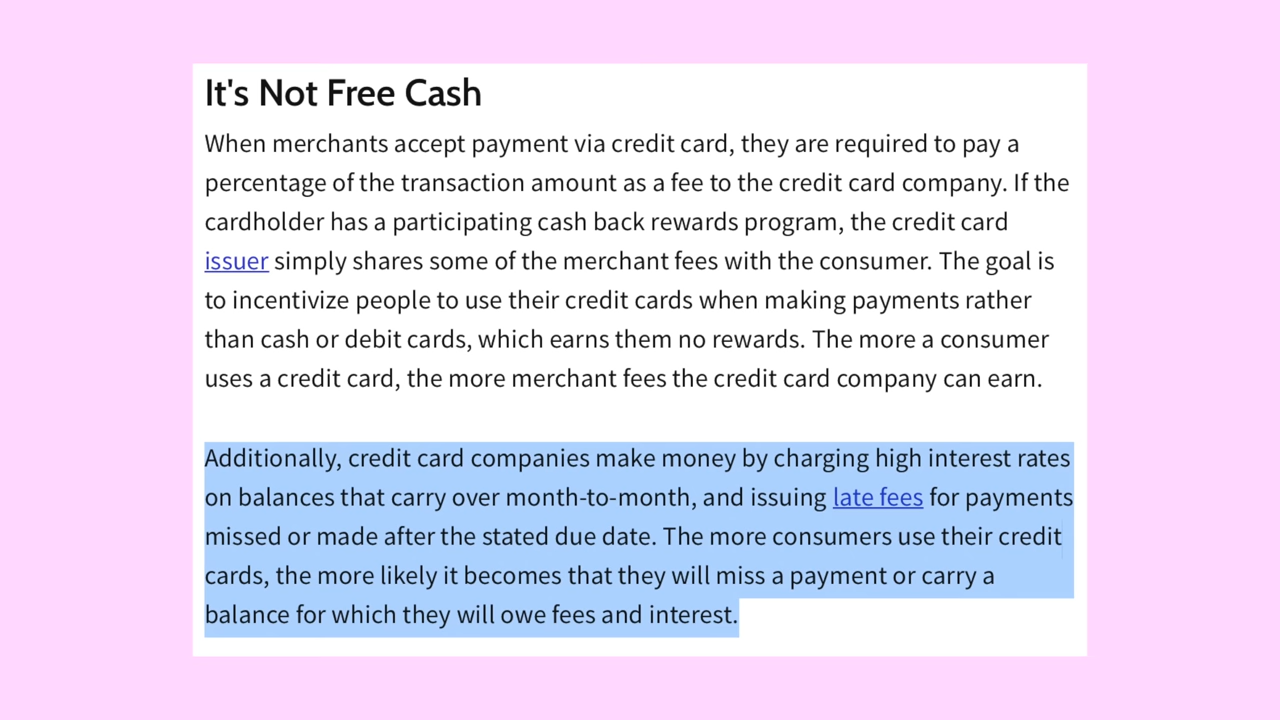 It's Not Free Cash
When merchants accept payment via credit card, they are required to pay a
percentage of the transaction amount as a fee to the credit card company. If the
cardholder has a participating cash back rewards program, the credit card
issuer simply shares some of the merchant fees with the consumer. The goal is
to incentivize people to use their credit cards when making payments rather
than cash or debit cards, which earns them no rewards. The more a consumer
uses a credit card, the more merchant fees the credit card company can earn.
Additionally, credit card companies make money by charging high interest rates
on balances that carry over month-to-month, and issuing late fees for payments
missed or made after the stated due date. The more consumers use their credit
cards, the more likely it becomes that they will miss a payment or carry a
balance for which they will owe fees and interest.